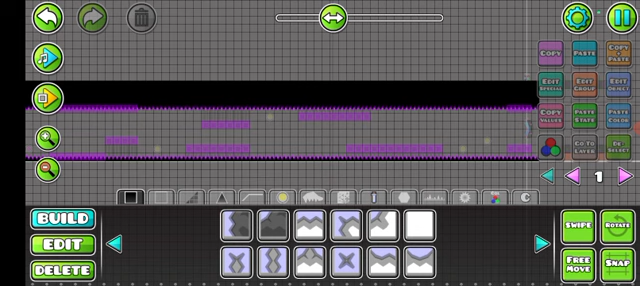 COPY
PASTE
COPY
+
PASTE
EDIT
SPECIAL
EDIT
GROUP
EDIT
OBJECT
COPY
VALUES
PASTE
STATE
PASTE
COLOR
GO TO
LAYER
DE-
SELECT
1
BUILD
EDIT
DELETE
SWIPE
ROTATE
FREE
MOVE
SNAP